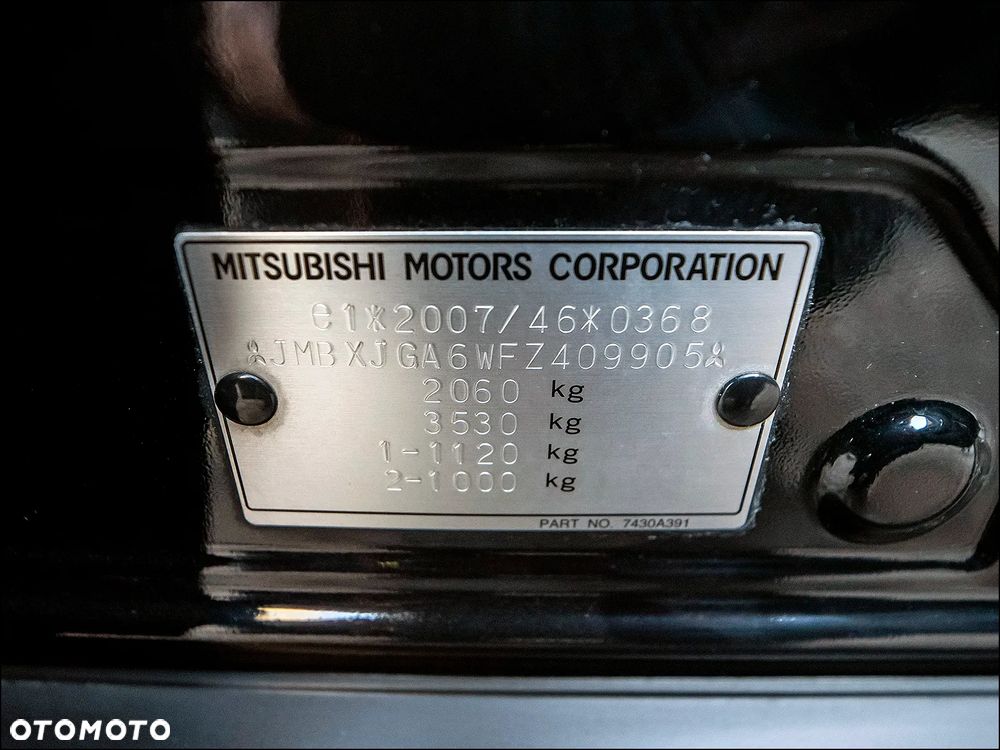 MITSUBISHI MOTORS CORPORATION
e1*2007/46*0368
JMBXJGA6WFZ409905
2060 kg
3530 kg
1-1120 kg
2-1000 kg
PART NO. 7430A391
OTOMOTO